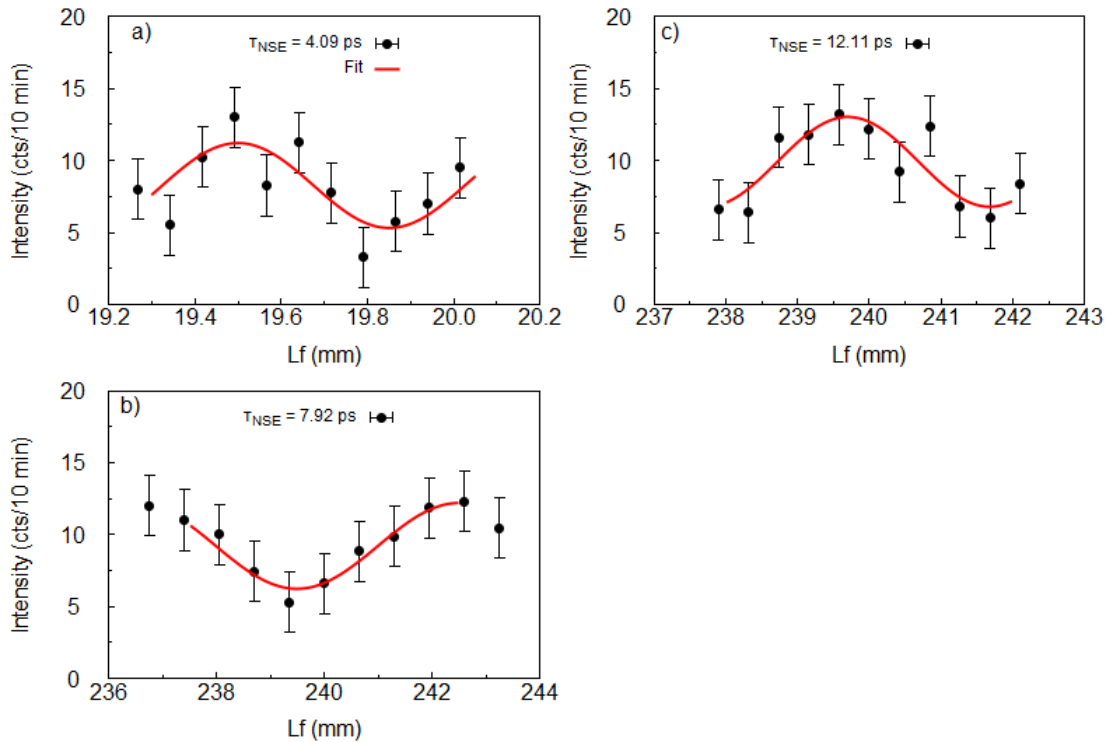 a)
τNSE = 4.09 ps
Fit
Intensity (cts/10 min)
20
15
10
5
0
19.2 19.4 19.6 19.8 20.0 20.2
Lf (mm)
c)
τNSE = 12.11 ps
Intensity (cts/10 min)
20
15
10
5
0
237 238 239 240 241 242 243
Lf (mm)
b)
τNSE = 7.92 ps
Intensity (cts/10 min)
20
15
10
5
0
236 238 240 242 244
Lf (mm)